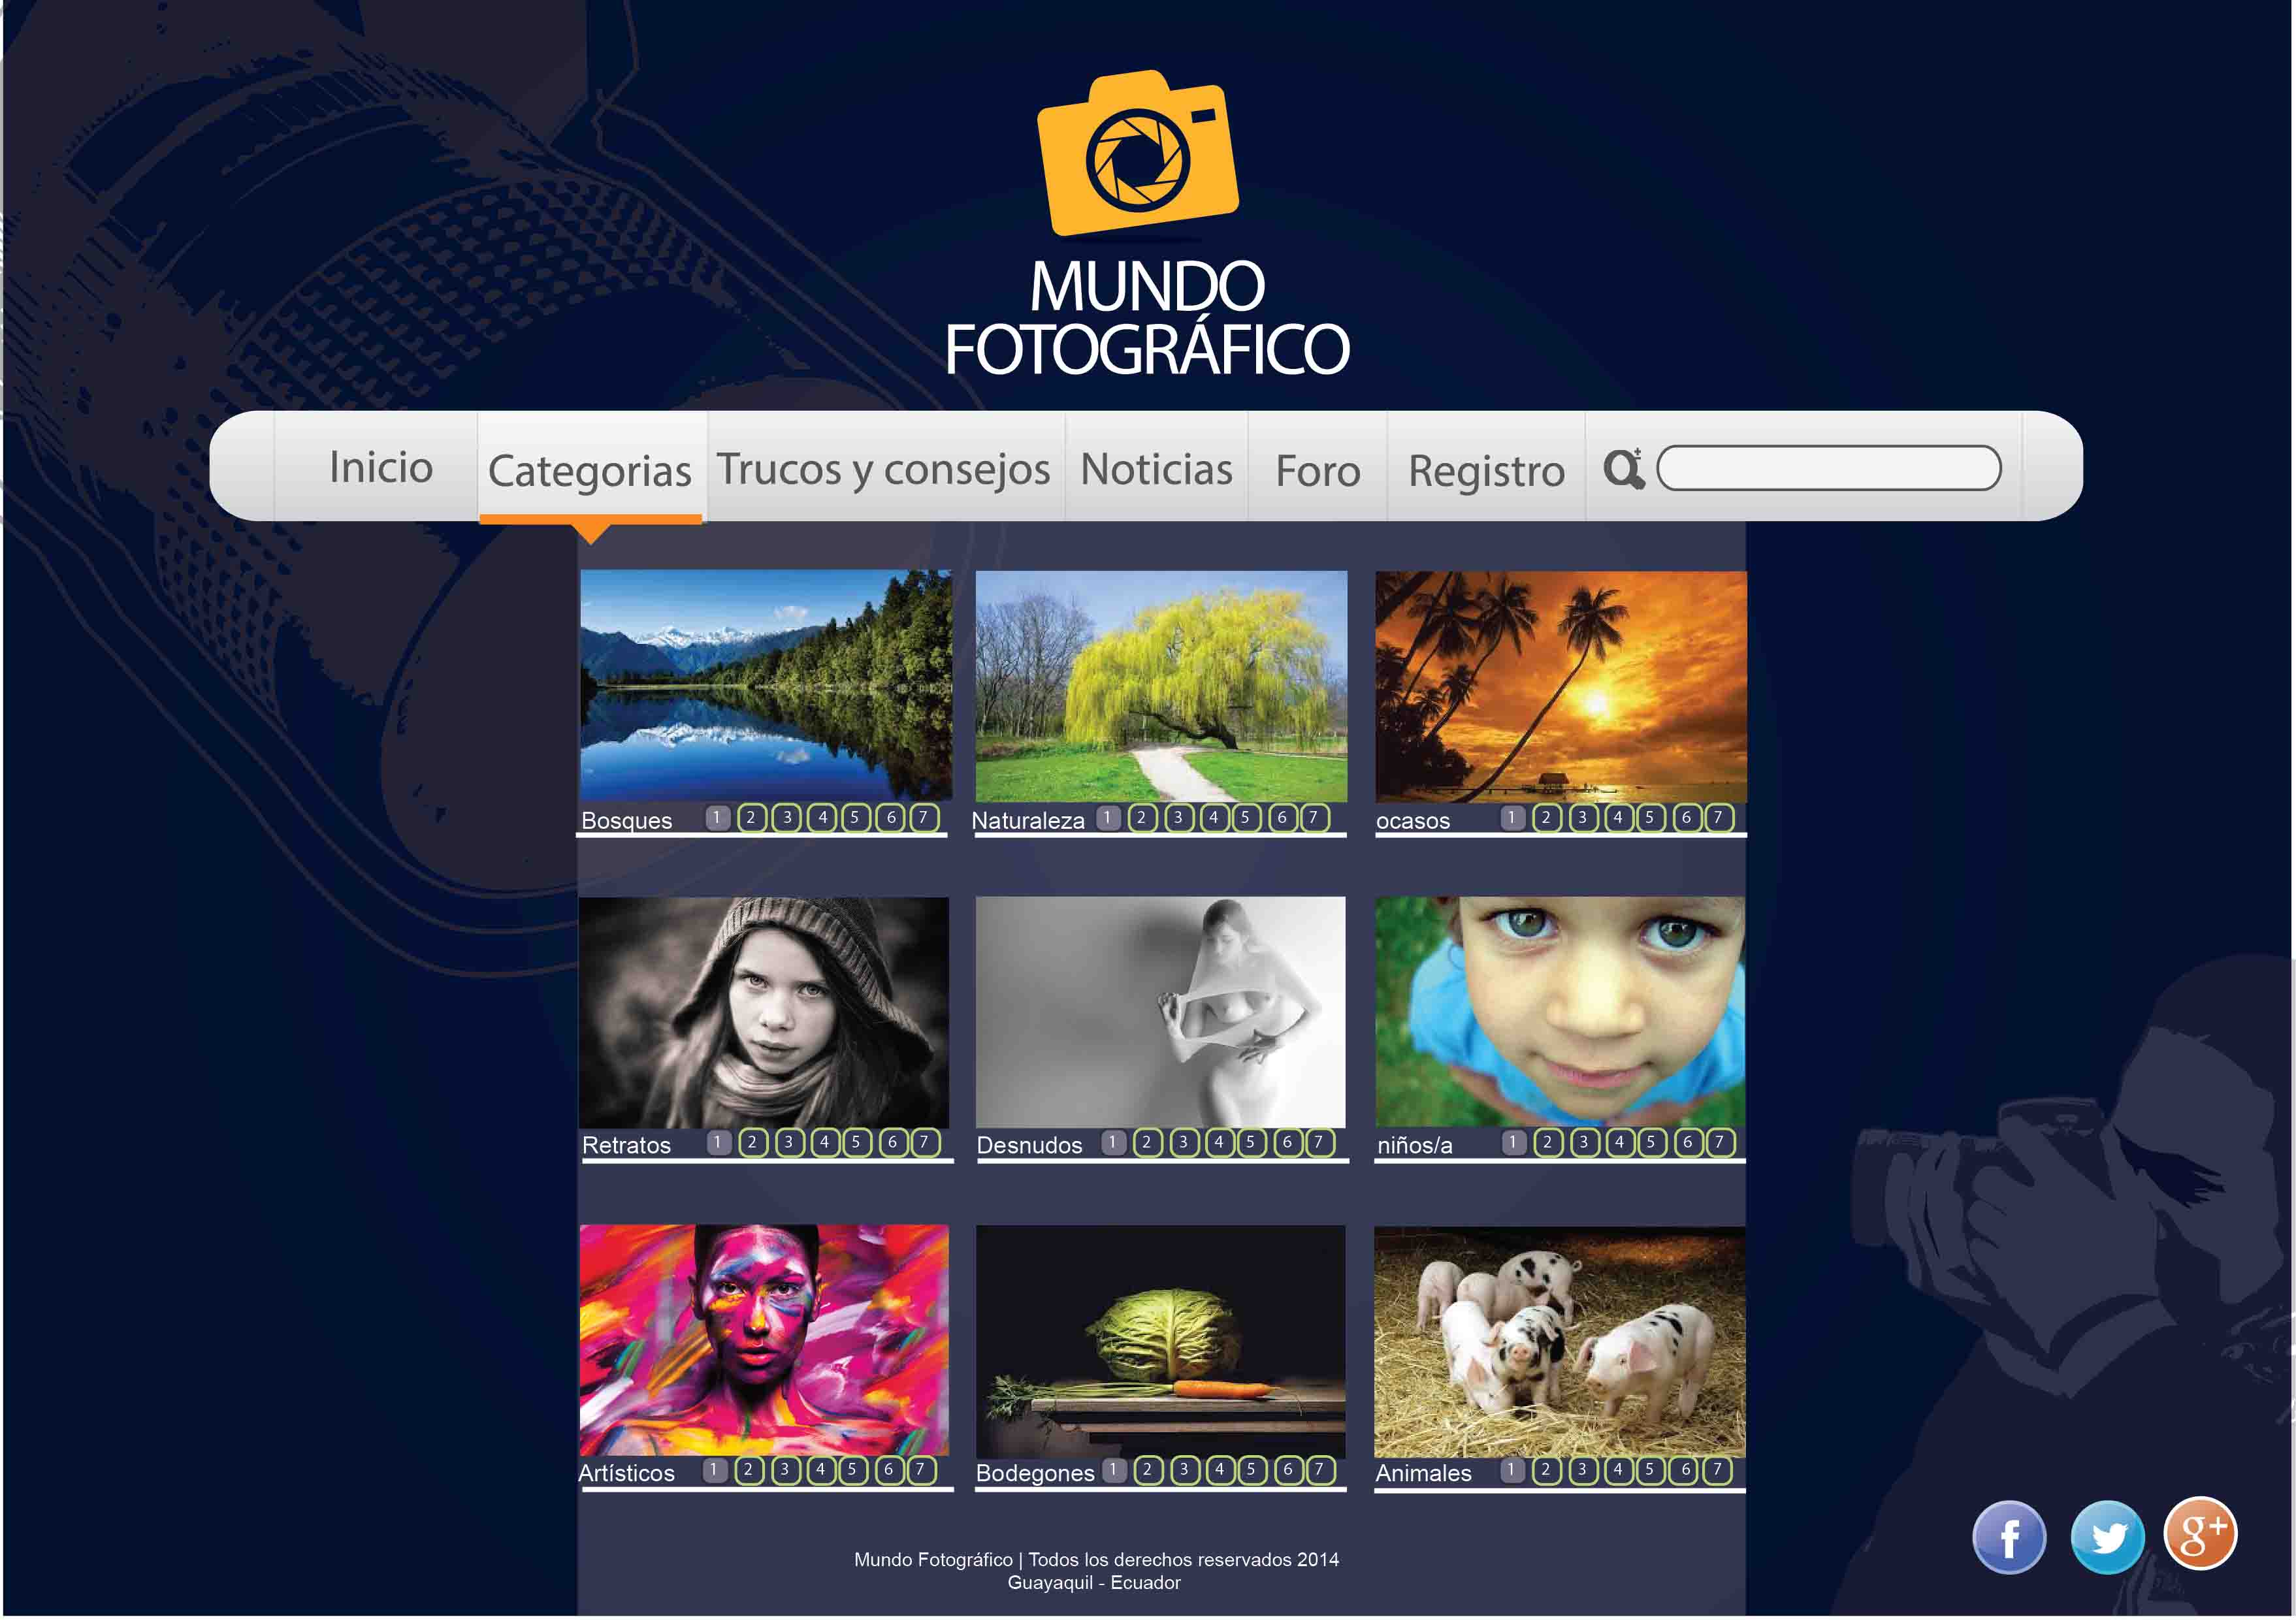 MUNDO
FOTOGRÁFICO
Inicio Categorias Trucos y consejos Noticias Foro Registro
Bosques 1 2 3 4 5 6 7
Naturaleza 1 2 3 4 5 6 7
ocasos 1 2 3 4 5 6 7
Retratos 1 2 3 4 5 6 7
Desnudos 1 2 3 4 5 6 7
niños/a 1 2 3 4 5 6 7
Artísticos 1 2 3 4 5 6 7
Bodegones 1 2 3 4 5 6 7
Animales 1 2 3 4 5 6 7
Mundo Fotográfico | Todos los derechos reservados 2014
Guayaquil - Ecuador
f g+